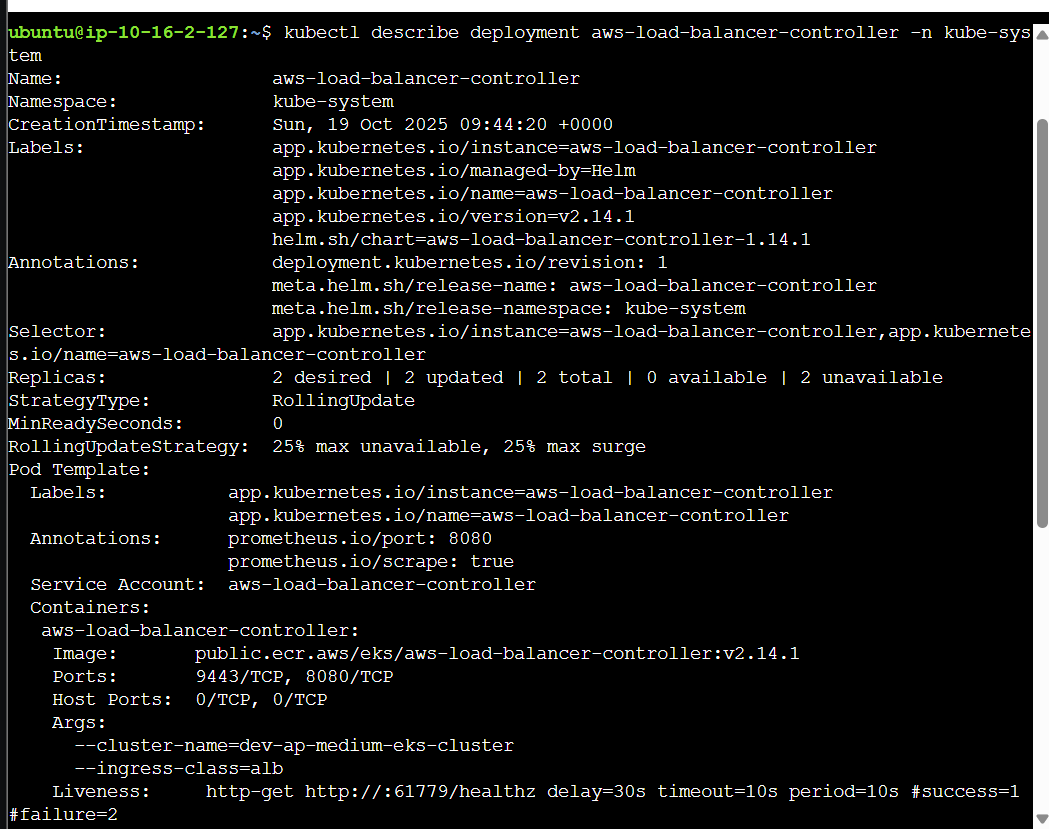 ubuntu@ip-10-16-2-127:~$ kubectl describe deployment aws-load-balancer-controller -n kube-sys
tem
Name:                   aws-load-balancer-controller
Namespace:              kube-system
CreationTimestamp:      Sun, 19 Oct 2025 09:44:20 +0000
Labels:                 app.kubernetes.io/instance=aws-load-balancer-controller
                        app.kubernetes.io/managed-by=Helm
                        app.kubernetes.io/name=aws-load-balancer-controller
                        app.kubernetes.io/version=v2.14.1
                        helm.sh/chart=aws-load-balancer-controller-1.14.1
Annotations:            deployment.kubernetes.io/revision: 1
                        meta.helm.sh/release-name: aws-load-balancer-controller
                        meta.helm.sh/release-namespace: kube-system
Selector:               app.kubernetes.io/instance=aws-load-balancer-controller,app.kubernete
s.io/name=aws-load-balancer-controller
Replicas:               2 desired | 2 updated | 2 total | 0 available | 2 unavailable
StrategyType:           RollingUpdate
MinReadySeconds:        0
RollingUpdateStrategy:  25% max unavailable, 25% max surge
Pod Template:
  Labels:           app.kubernetes.io/instance=aws-load-balancer-controller
                    app.kubernetes.io/name=aws-load-balancer-controller
  Annotations:      prometheus.io/port: 8080
                    prometheus.io/scrape: true
  Service Account:  aws-load-balancer-controller
  Containers:
   aws-load-balancer-controller:
    Image:       public.ecr.aws/eks/aws-load-balancer-controller:v2.14.1
    Ports:       9443/TCP, 8080/TCP
    Host Ports:  0/TCP, 0/TCP
    Args:
      --cluster-name=dev-ap-medium-eks-cluster
      --ingress-class=alb
    Liveness:     http-get http://:61779/healthz delay=30s timeout=10s period=10s #success=1
#failure=2